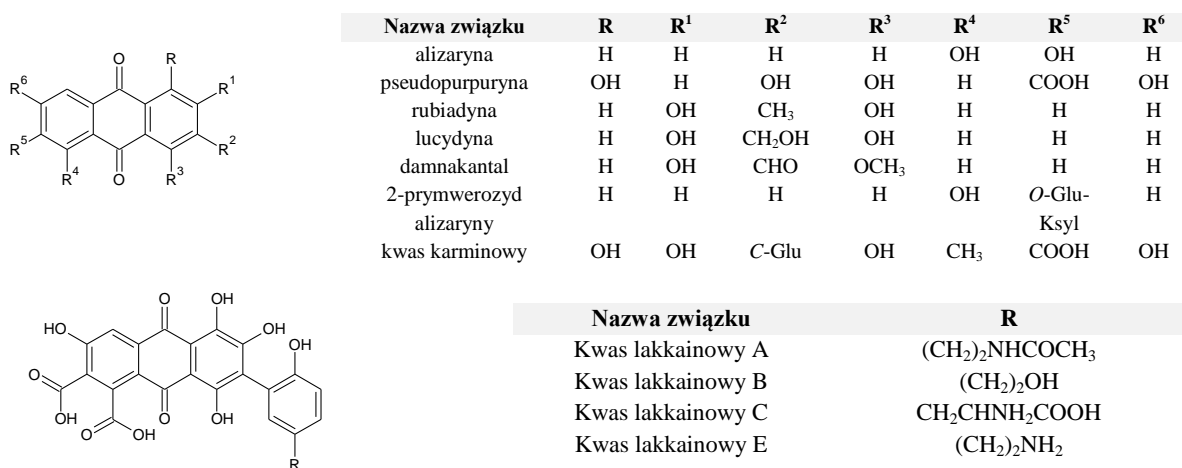 Nazwa związku R R¹ R² R³ R⁴ R⁵ R⁶
alizaryna H H H H OH OH H
pseudopurpuryna OH H OH OH H COOH OH
rubiadyna H OH CH₃ OH H H H
lucydyna H OH CH₂OH OH H H H
damnakantal H OH CHO OCH₃ H H H
2-prymwerozyd H H H H OH O-Glu- H
alizaryny Ksyl
kwas karminowy OH OH C-Glu OH CH₃ COOH OH
O R
R⁶ R¹
R⁵ R²
R⁴ O R³
O OH
HO OH
OH
O
OH O OH O OH
R
Nazwa związku R
Kwas lakkainowy A (CH₂)₂NHCOCH₃
Kwas lakkainowy B (CH₂)₂OH
Kwas lakkainowy C CH₂CHNH₂COOH
Kwas lakkainowy E (CH₂)₂NH₂